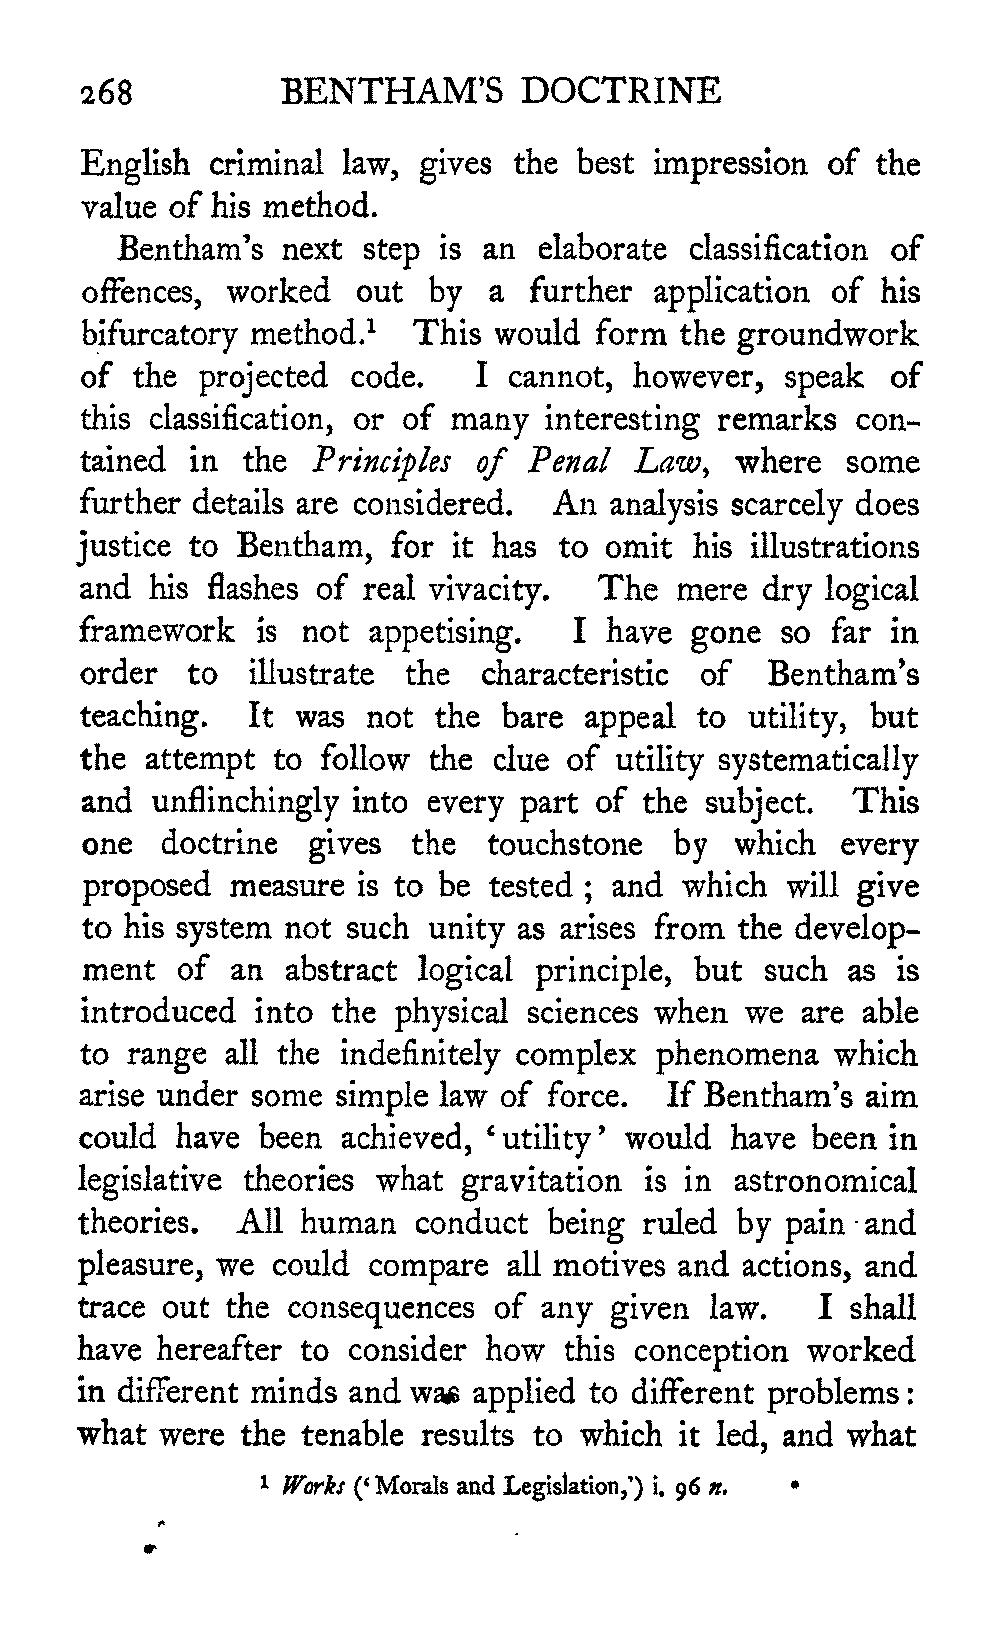 268 BENTHAM'S DOCTRINE
English criminal law, gives the best impression of the
value of his method.
Bentham's next step is an elaborate classification of
offences, worked out by a further application of his
bifurcatory method.¹ This would form the groundwork
of the projected code. I cannot, however, speak of
this classification, or of many interesting remarks con-
tained in the Principles of Penal Law, where some
further details are considered. An analysis scarcely does
justice to Bentham, for it has to omit his illustrations
and his flashes of real vivacity. The mere dry logical
framework is not appetising. I have gone so far in
order to illustrate the characteristic of Bentham's
teaching. It was not the bare appeal to utility, but
the attempt to follow the clue of utility systematically
and unflinchingly into every part of the subject. This
one doctrine gives the touchstone by which every
proposed measure is to be tested ; and which will give
to his system not such unity as arises from the develop-
ment of an abstract logical principle, but such as is
introduced into the physical sciences when we are able
to range all the indefinitely complex phenomena which
arise under some simple law of force. If Bentham's aim
could have been achieved, ‘utility’ would have been in
legislative theories what gravitation is in astronomical
theories. All human conduct being ruled by pain and
pleasure, we could compare all motives and actions, and
trace out the consequences of any given law. I shall
have hereafter to consider how this conception worked
in different minds and was applied to different problems :
what were the tenable results to which it led, and what
¹ Works (‘Morals and Legislation,’) i. 96 n.